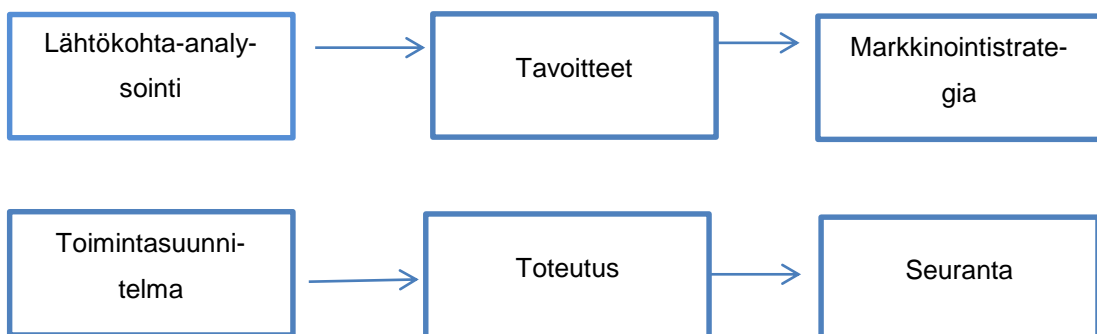 Lähtökohta-analy-
sointi
Tavoitteet
Markkinointistrate-
gia
Toimintasuunni-
telma
Toteutus
Seuranta